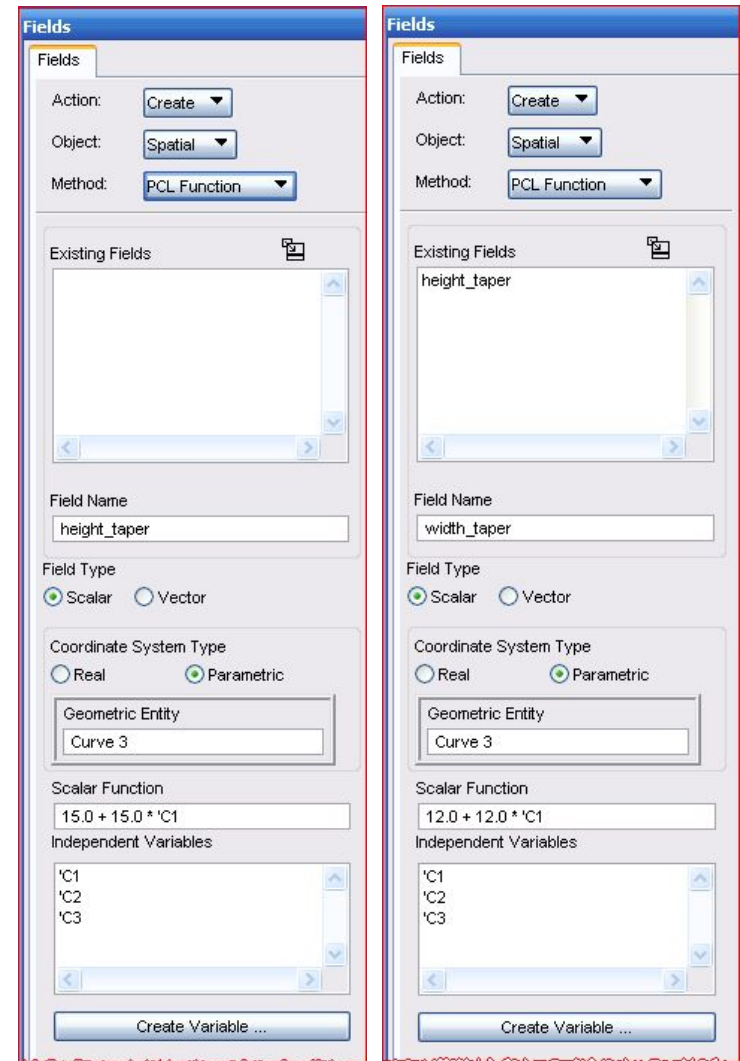 Fields
Fields
Action: Create
Object: Spatial
Method: PCL Function
Existing Fields
Field Name
height_taper
Field Type
Scalar Vector
Coordinate System Type
Real Parametric
Geometric Entity
Curve 3
Scalar Function
15.0 + 15.0 * 'C1
Independent Variables
'C1
'C2
'C3
Create Variable ...
Fields
Fields
Action: Create
Object: Spatial
Method: PCL Function
Existing Fields
height_taper
Field Name
width_taper
Field Type
Scalar Vector
Coordinate System Type
Real Parametric
Geometric Entity
Curve 3
Scalar Function
12.0 + 12.0 * 'C1
Independent Variables
'C1
'C2
'C3
Create Variable ...